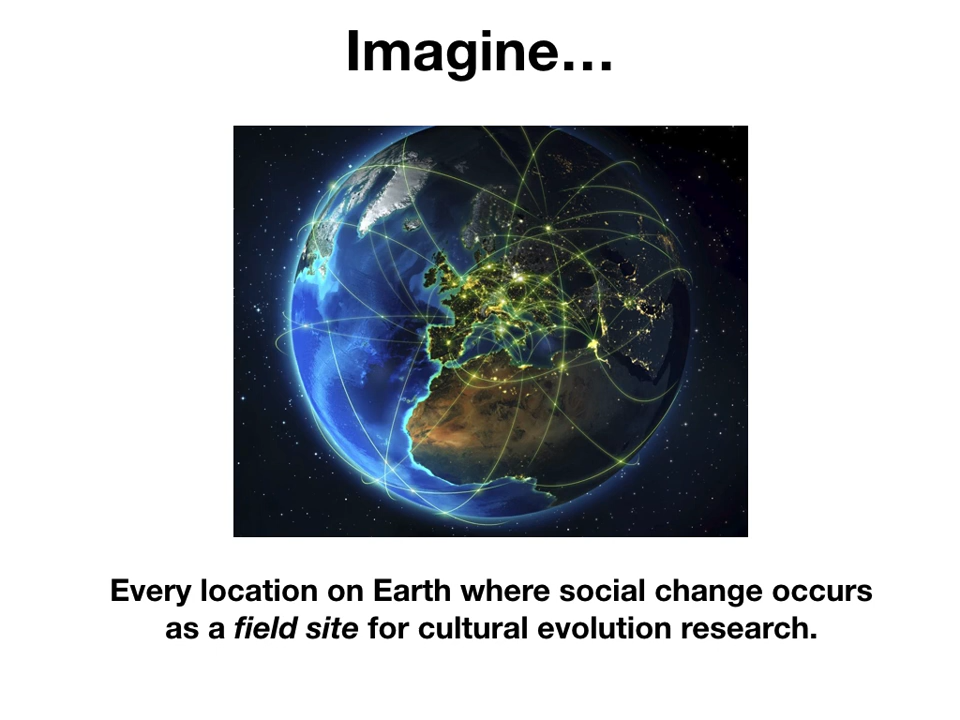 Imagine…
Every location on Earth where social change occurs
as a field site for cultural evolution research.